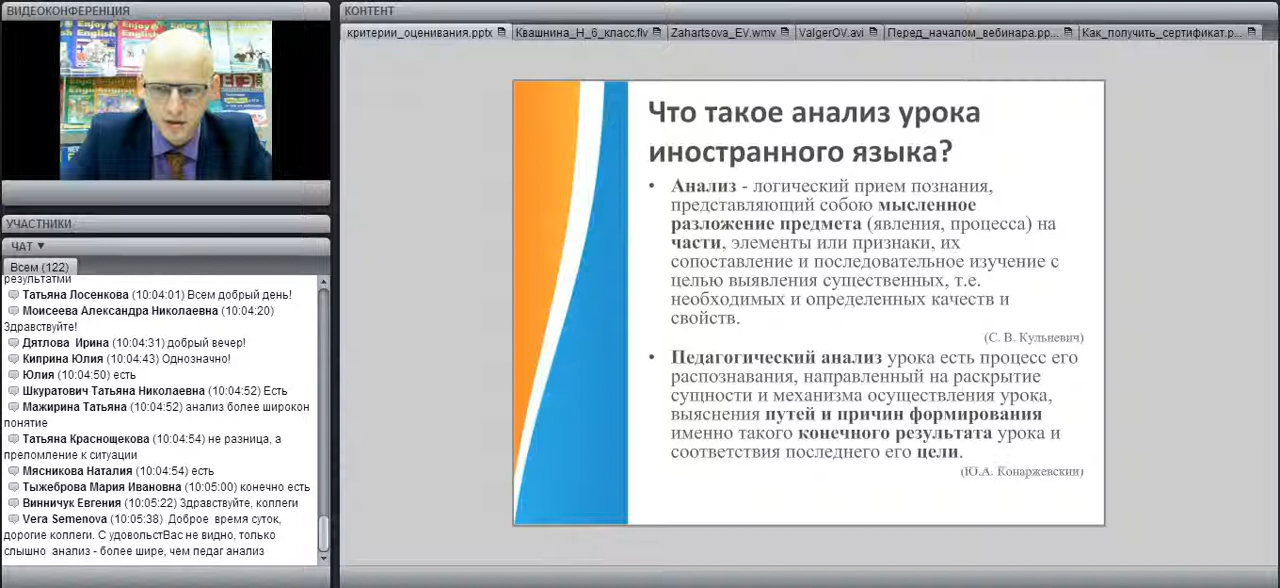 ВИДЕОКОНФЕРЕНЦИЯ
Enjoy English
Enjoy English
ЕГЭ
УЧАСТНИКИ
ЧАТ ▼
Всем (122)
результатми
Татьяна Лосенкова (10:04:01) Всем добрый день!
Моисеева Александра Николаевна (10:04:20)
Здравствуйте!
Дятлова Ирина (10:04:31) добрый вечер!
Киприна Юлия (10:04:43) Однозначно!
Юлия (10:04:50) есть
Шкуратович Татьяна Николаевна (10:04:52) Есть
Мажирина Татьяна (10:04:52) анализ более широкон
понятие
Татьяна Краснощекова (10:04:54) не разница, а
преломление к ситуации
Мясникова Наталия (10:04:54) есть
Тыжеброва Мария Ивановна (10:05:00) конечно есть
Винничук Евгения (10:05:22) Здравствуйте, коллеги
Vera Semenova (10:05:38) Доброе время суток,
дорогие коллеги. С удовольстВас не видно, только
слышно анализ - более шире, чем педаг анализ
КОНТЕНТ
критерии_оценивания.pptx
Квашнина_Н_6_класс.flv
Zahartsova_EV.wmv
ValgerOV.avi
Перед_началом_вебинара.pp...
Как_получить_сертификат.p...
Что такое анализ урока
иностранного языка?
• Анализ - логический прием познания,
представляющий собою мысленное
разложение предмета (явления, процесса) на
части, элементы или признаки, их
сопоставление и последовательное изучение с
целью выявления существенных, т.е.
необходимых и определенных качеств и
свойств.
(С. В. Кульневич)
• Педагогический анализ урока есть процесс его
распознавания, направленный на раскрытие
сущности и механизма осуществления урока,
выяснения путей и причин формирования
именно такого конечного результата урока и
соответствия последнего его цели.
(Ю.А. Конаржевский)